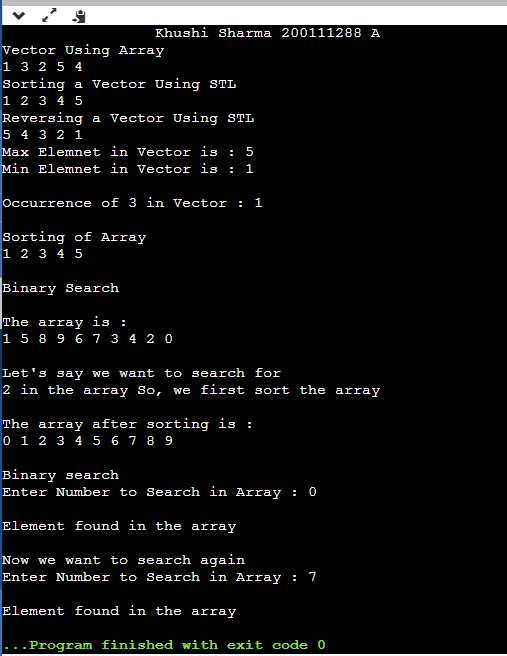 Khushi Sharma 200111288 A
Vector Using Array
1 3 2 5 4
Sorting a Vector Using STL
1 2 3 4 5
Reversing a Vector Using STL
5 4 3 2 1
Max Elemnet in Vector is : 5
Min Elemnet in Vector is : 1
Occurrence of 3 in Vector : 1
Sorting of Array
1 2 3 4 5
Binary Search
The array is :
1 5 8 9 6 7 3 4 2 0
Let's say we want to search for
2 in the array So, we first sort the array
The array after sorting is :
0 1 2 3 4 5 6 7 8 9
Binary search
Enter Number to Search in Array : 0
Element found in the array
Now we want to search again
Enter Number to Search in Array : 7
Element found in the array
...Program finished with exit code 0